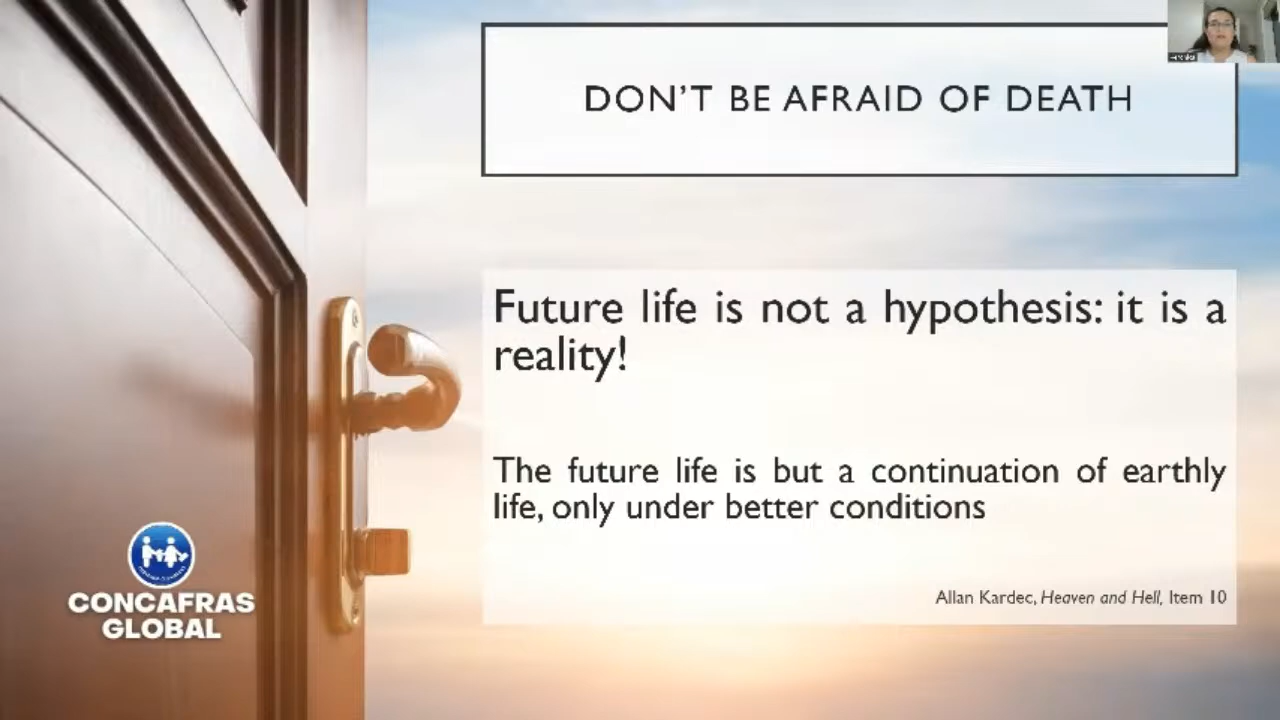 DON'T BE AFRAID OF DEATH
Future life is not a hypothesis: it is a
reality!
The future life is but a continuation of earthly
life, only under better conditions
Allan Kardec, Heaven and Hell, Item 10
CONCAFRAS
GLOBAL